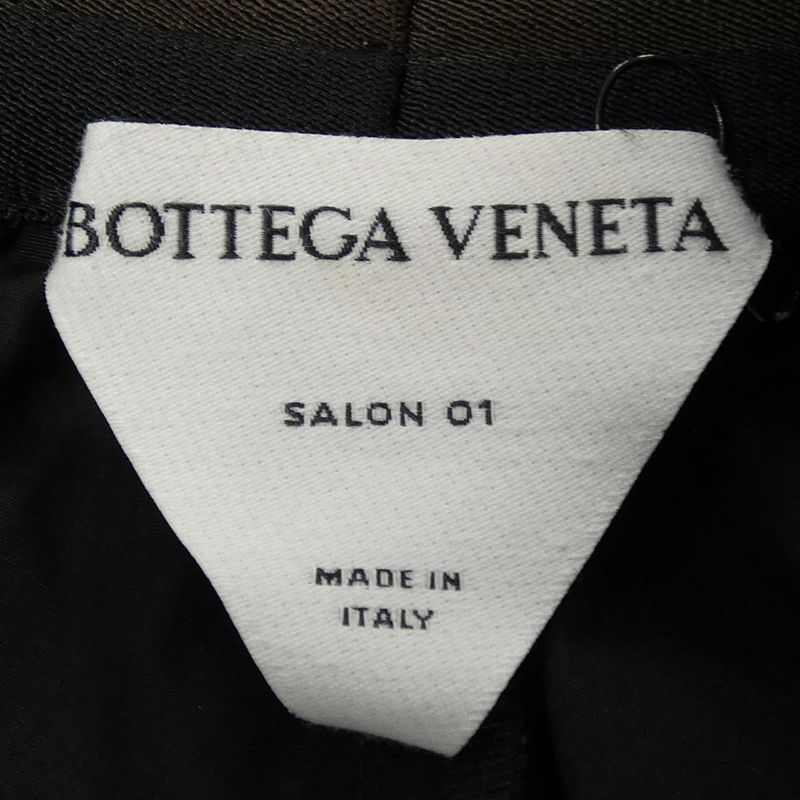 BOTTEGA VENETA
SALON 01
MADE IN
ITALY